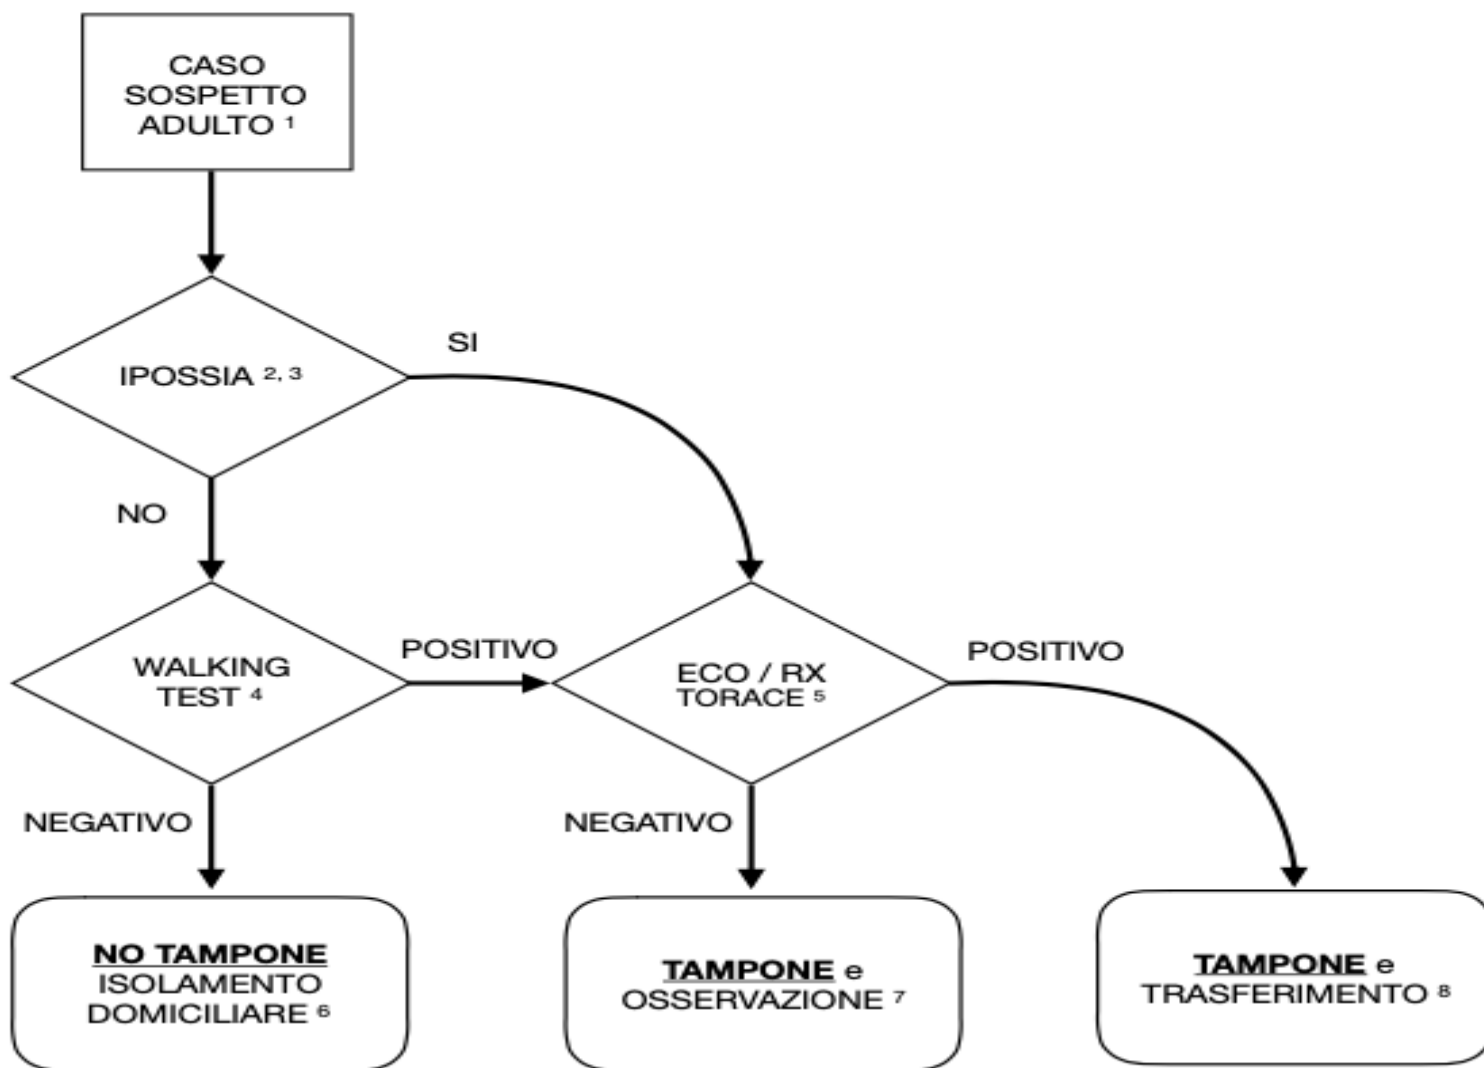 CASO
SOSPETTO
ADULTO ¹
IPOSSIA ², ³
SI
NO
WALKING
TEST ⁴
POSITIVO
ECO / RX
TORACE ⁵
POSITIVO
NEGATIVO
NEGATIVO
NO TAMPONE
ISOLAMENTO
DOMICILIARE ⁶
TAMPONE e
OSSERVAZIONE ⁷
TAMPONE e
TRASFERIMENTO ⁸